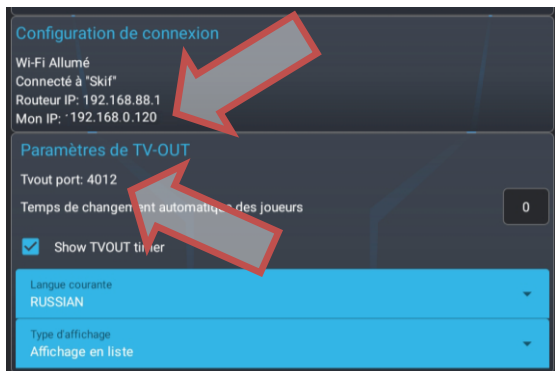 Configuration de connexion
Wi-Fi Allumé
Connecté à "Skif"
Routeur IP: 192.168.88.1
Mon IP: 192.168.0.120
Paramètres de TV-OUT
Tvout port: 4012
Temps de changement automatique des joueurs
0
Show TVOUT timer
Langue courante
RUSSIAN
Type d'affichage
Affichage en liste